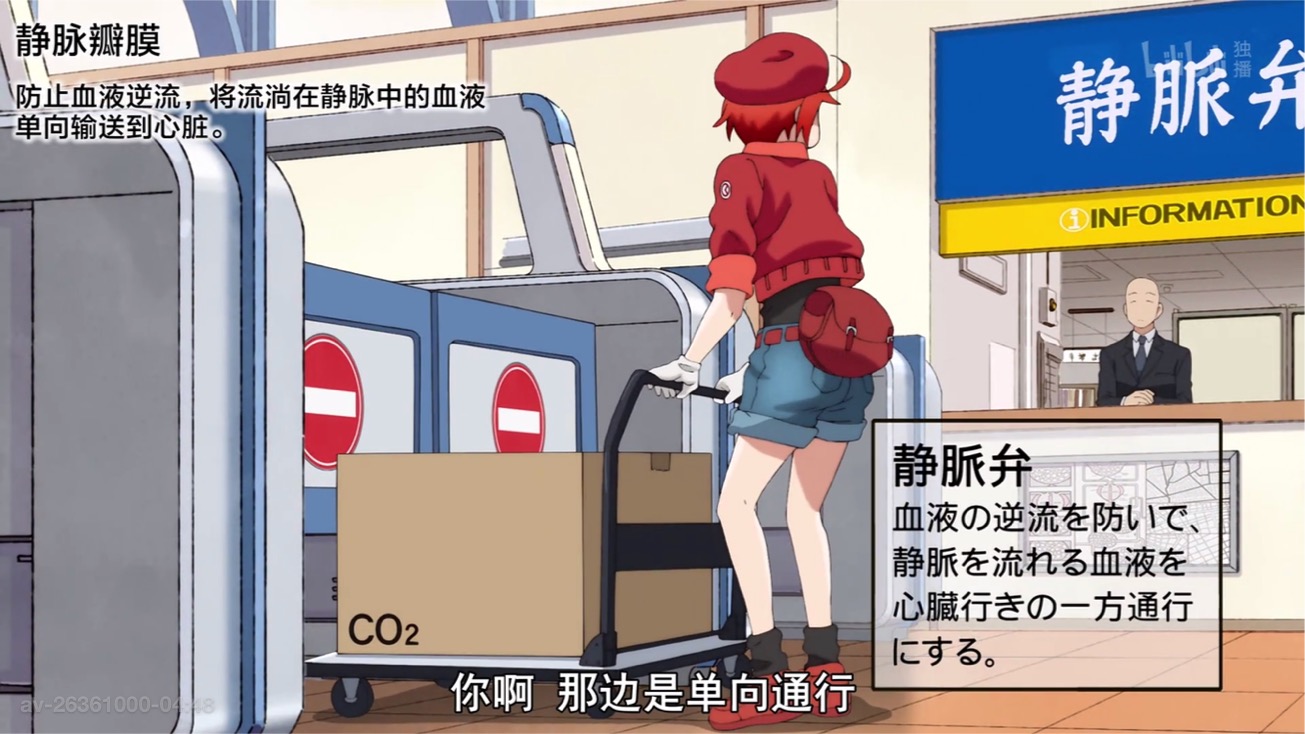 静脉瓣膜
防止血液逆流，将流淌在静脉中的血液
单向输送到心脏。
独播
静脈弁
INFORMATION
CO2
静脈弁
血液の逆流を防いで、
静脈を流れる血液を
心臓行きの一方通行
にする。
你啊 那边是单向通行